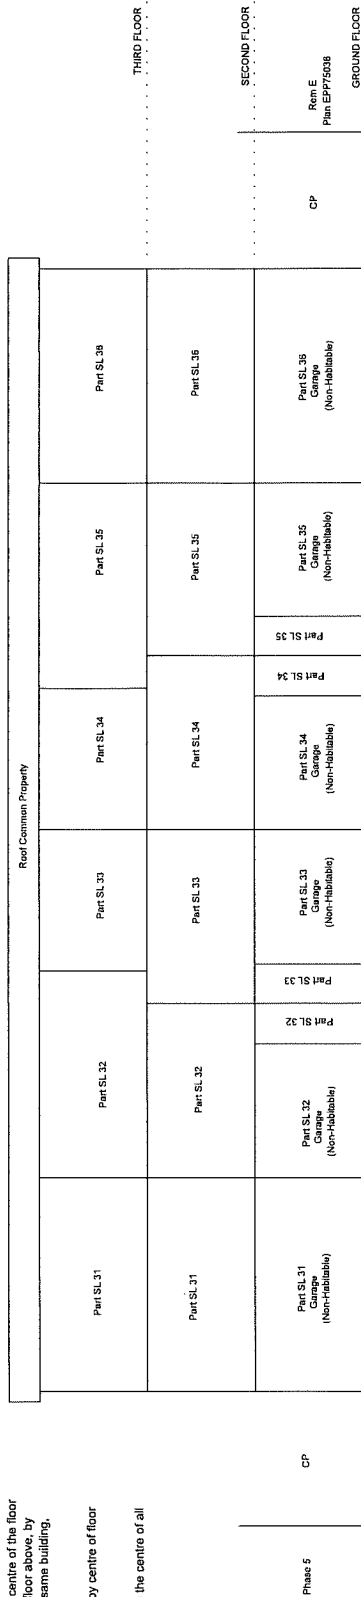 centre of the floor
floor above, by
same building,
by centre of floor
the centre of all
Roof Common Property
Part SL 31
Part SL 32
Part SL 33
Part SL 34
Part SL 35
Part SL 36
THIRD FLOOR
Part SL 31
Part SL 32
Part SL 33
Part SL 34
Part SL 35
Part SL 36
SECOND FLOOR
Phase 5
CP
Part SL 31
Garage
(Non-Habitable)
Part SL 32
Garage
(Non-Habitable)
Part SL 32
Part SL 33
Part SL 33
Garage
(Non-Habitable)
Part SL 34
Garage
(Non-Habitable)
Part SL 34
Part SL 35
Part SL 35
Garage
(Non-Habitable)
Part SL 36
Garage
(Non-Habitable)
CP
Rem E
Plan EPP75036
GROUND FLOOR